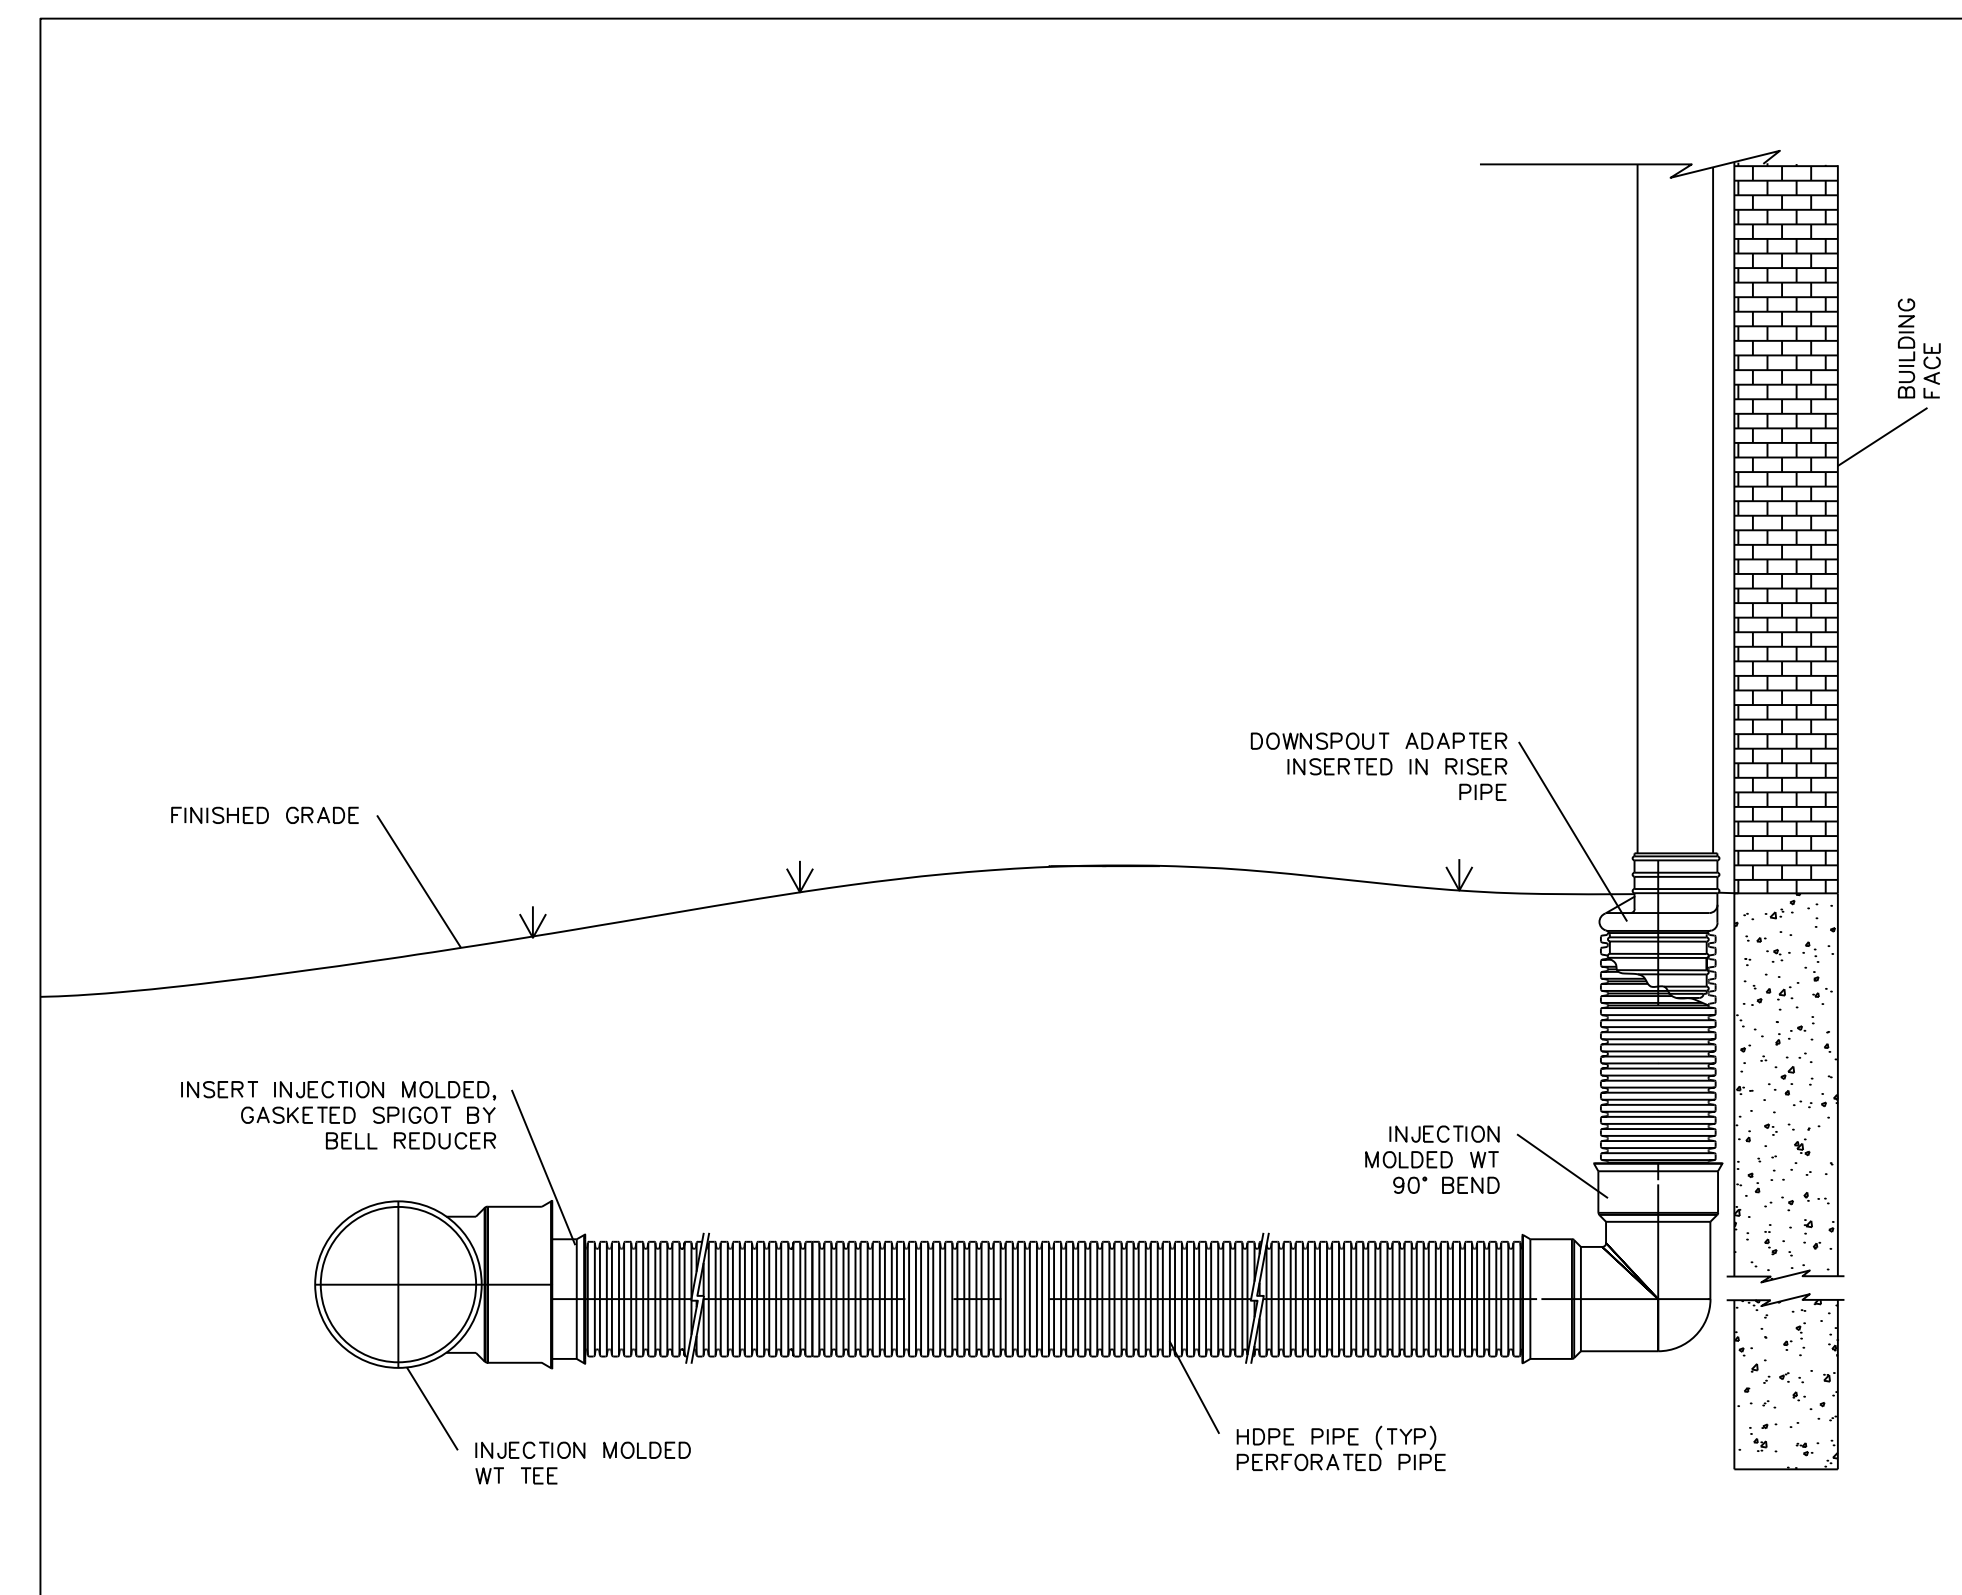 BUILDING
FACE
DOWNSPOUT ADAPTER
INSERTED IN RISER
PIPE
FINISHED GRADE
INSERT INJECTION MOLDED,
GASKETED SPIGOT BY
BELL REDUCER
INJECTION
MOLDED WT
90° BEND
HDPE PIPE (TYP)
PERFORATED PIPE
INJECTION MOLDED
WT TEE